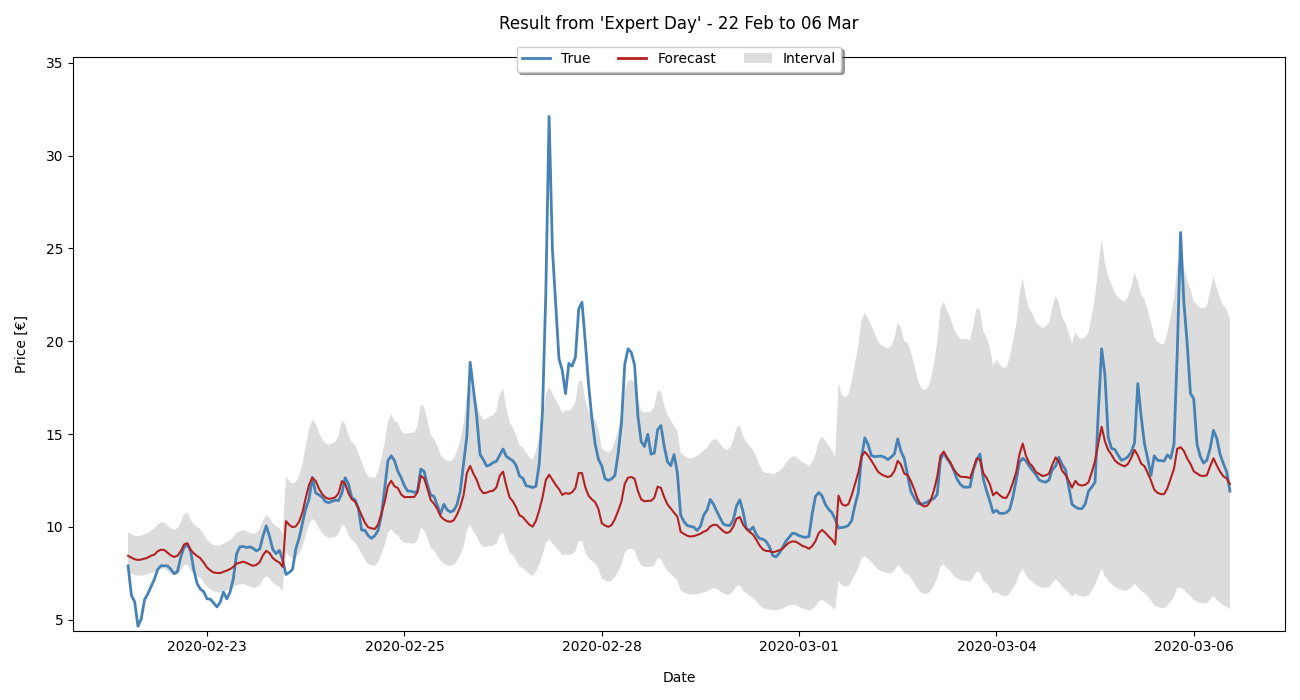 Result from 'Expert Day' - 22 Feb to 06 Mar
True Forecast Interval
35
30
25
20
15
10
5
Price [€]
2020-02-23 2020-02-25 2020-02-28 2020-03-01 2020-03-04 2020-03-06
Date